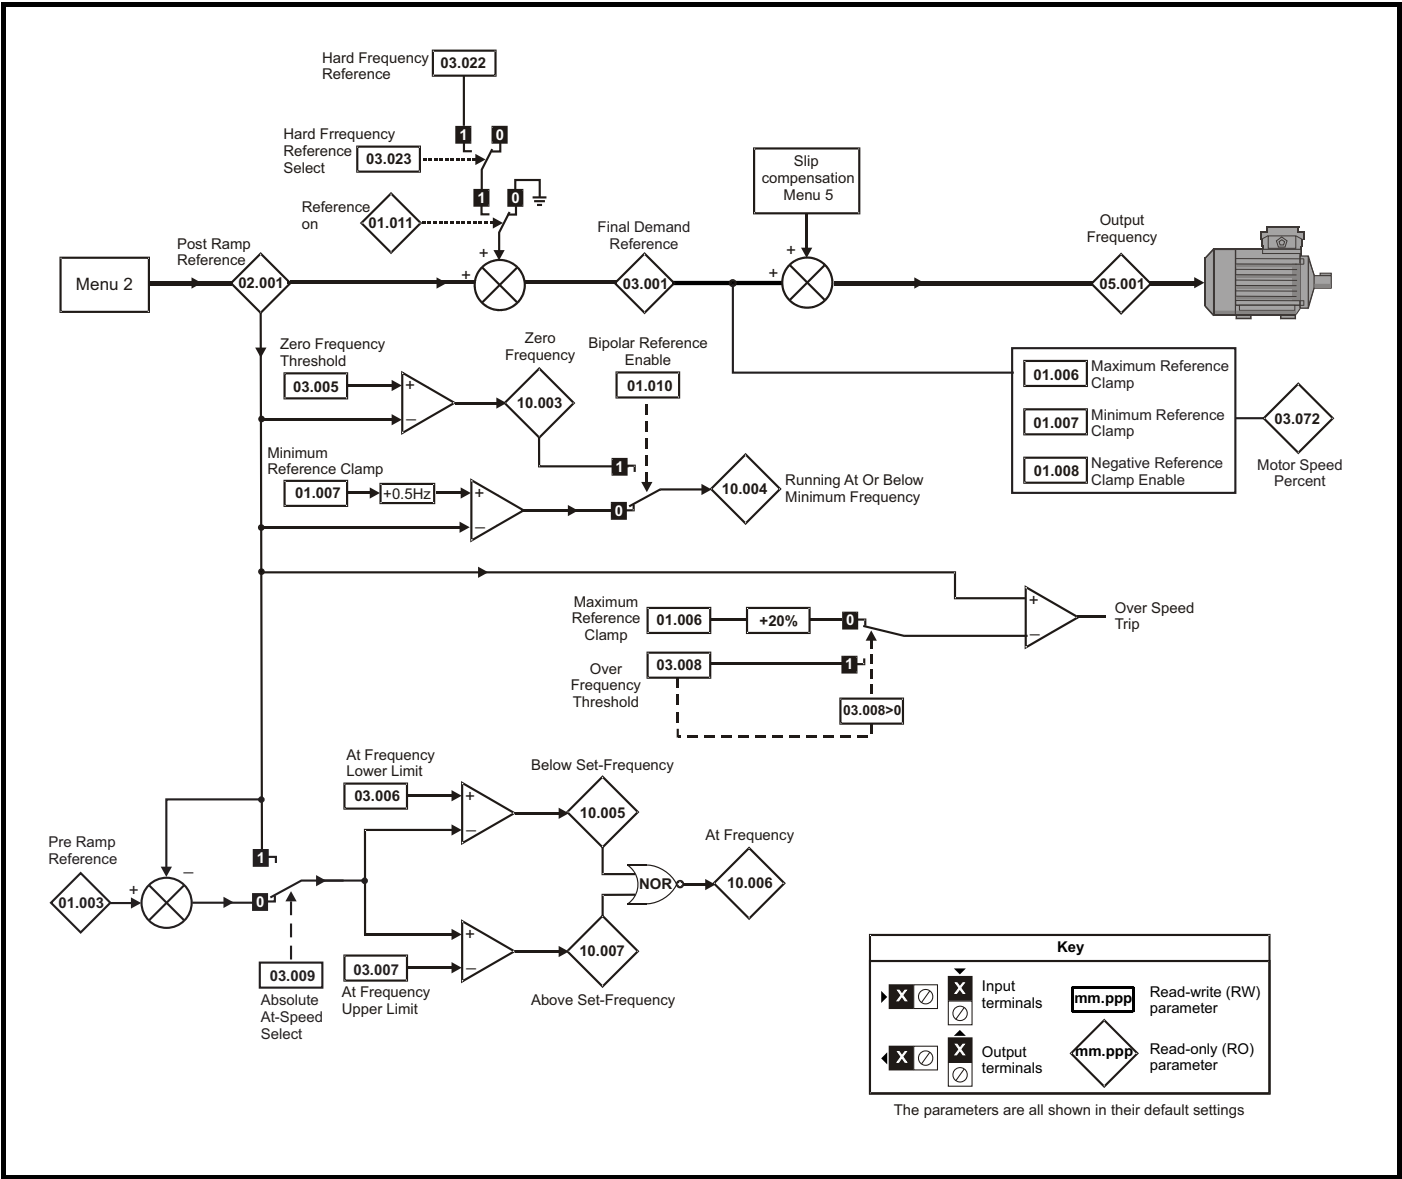 Hard Frequency
Reference
03.022
1
0
Hard Frrequency
Reference
Select
03.023
1
0
Reference
on
01.011
Slip
compensation
Menu 5
Post Ramp
Reference
Final Demand
Reference
Output
Frequency
+
+
+
+
Menu 2
02.001
03.001
05.001
Zero Frequency
Threshold
03.005
+
–
Zero
Frequency
10.003
Bipolar Reference
Enable
01.010
01.006
Maximum Reference
Clamp
01.007
Minimum Reference
Clamp
01.008
Negative Reference
Clamp Enable
03.072
Motor Speed
Percent
Minimum
Reference Clamp
01.007
+0.5Hz
+
–
1
0
10.004
Running At Or Below
Minimum Frequency
Maximum
Reference
Clamp
01.006
+20%
0
+
–
Over Speed
Trip
Over
Frequency
Threshold
03.008
1
03.008>0
At Frequency
Lower Limit
03.006
+
–
Below Set-Frequency
10.005
At Frequency
NOR
10.006
Pre Ramp
Reference
01.003
+
–
1
0
03.009
Absolute
At-Speed
Select
03.007
At Frequency
Upper Limit
+
–
10.007
Above Set-Frequency
Key
X
X
Input
terminals
mm.ppp
Read-write (RW)
parameter
X
X
Output
terminals
mm.ppp
Read-only (RO)
parameter
The parameters are all shown in their default settings